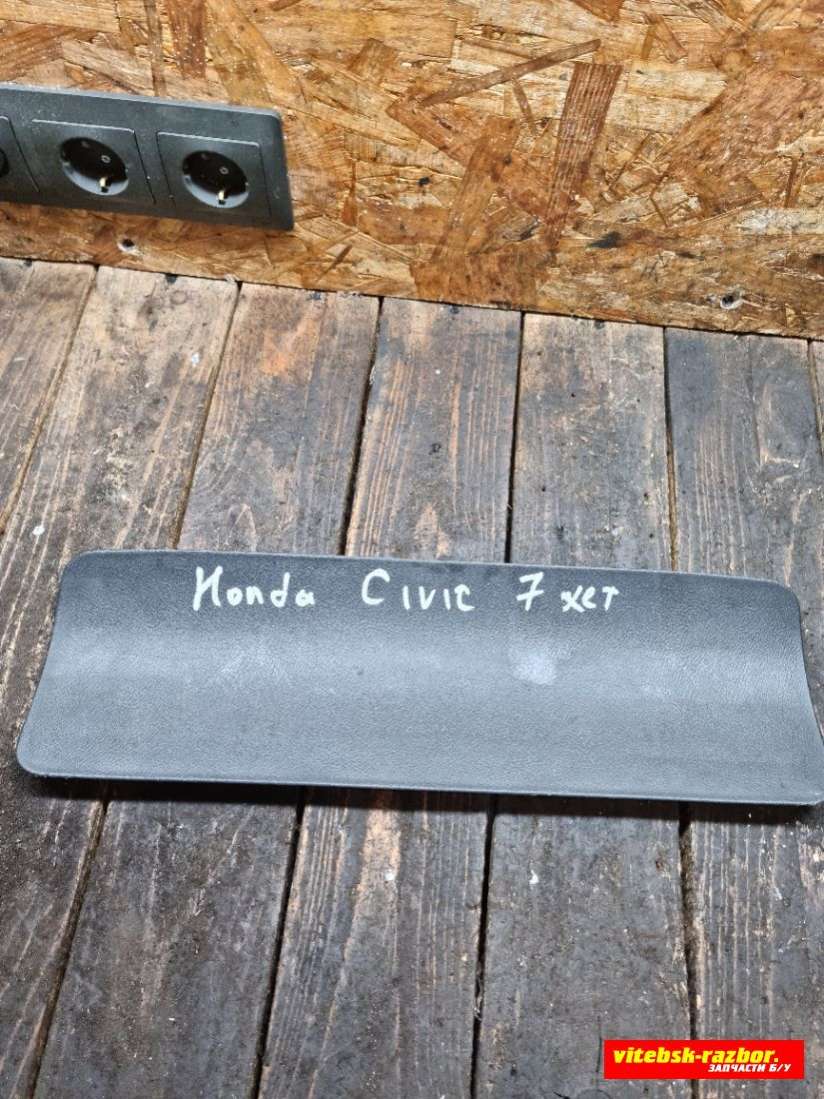 Honda Civic 7 хет
vitebsk-razbor.
ЗАПЧАСТИ Б/У